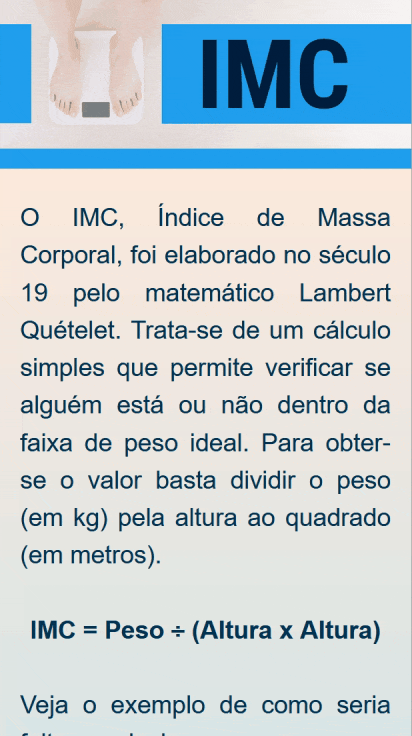 IMC
O IMC, Índice de Massa
Corporal, foi elaborado no século
19 pelo matemático Lambert
Quételet. Trata-se de um cálculo
simples que permite verificar se
alguém está ou não dentro da
faixa de peso ideal. Para obter-
se o valor basta dividir o peso
(em kg) pela altura ao quadrado
(em metros).
IMC = Peso ÷ (Altura x Altura)
Veja o exemplo de como seria